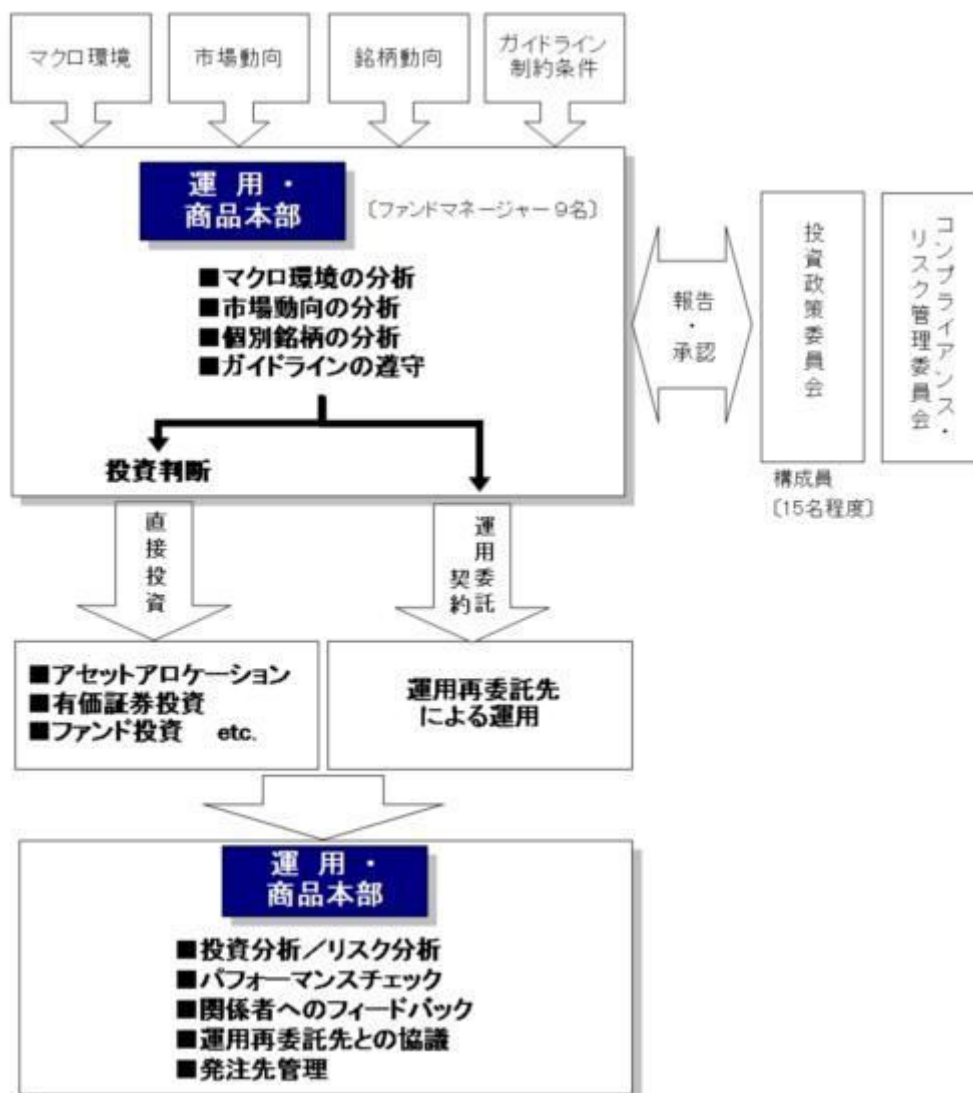 マクロ環境
市場動向
銘柄動向
ガイドライン
制約条件
運 用 ・
商品本部
〔ファンドマネージャー 9名〕
■マクロ環境の分析
■市場動向の分析
■個別銘柄の分析
■ガイドラインの遵守
投資判断
報告
・
承認
投資政策委員会
コンプライアンス・
リスク管理委員会
構成員
〔15名程度〕
直接投資
運用委託
契約
■アセットアロケーション
■有価証券投資
■ファンド投資 etc.
運用再委託先
による運用
運 用 ・
商品本部
■投資分析／リスク分析
■パフォーマンスチェック
■関係者へのフィードバック
■運用再委託先との協議
■発注先管理